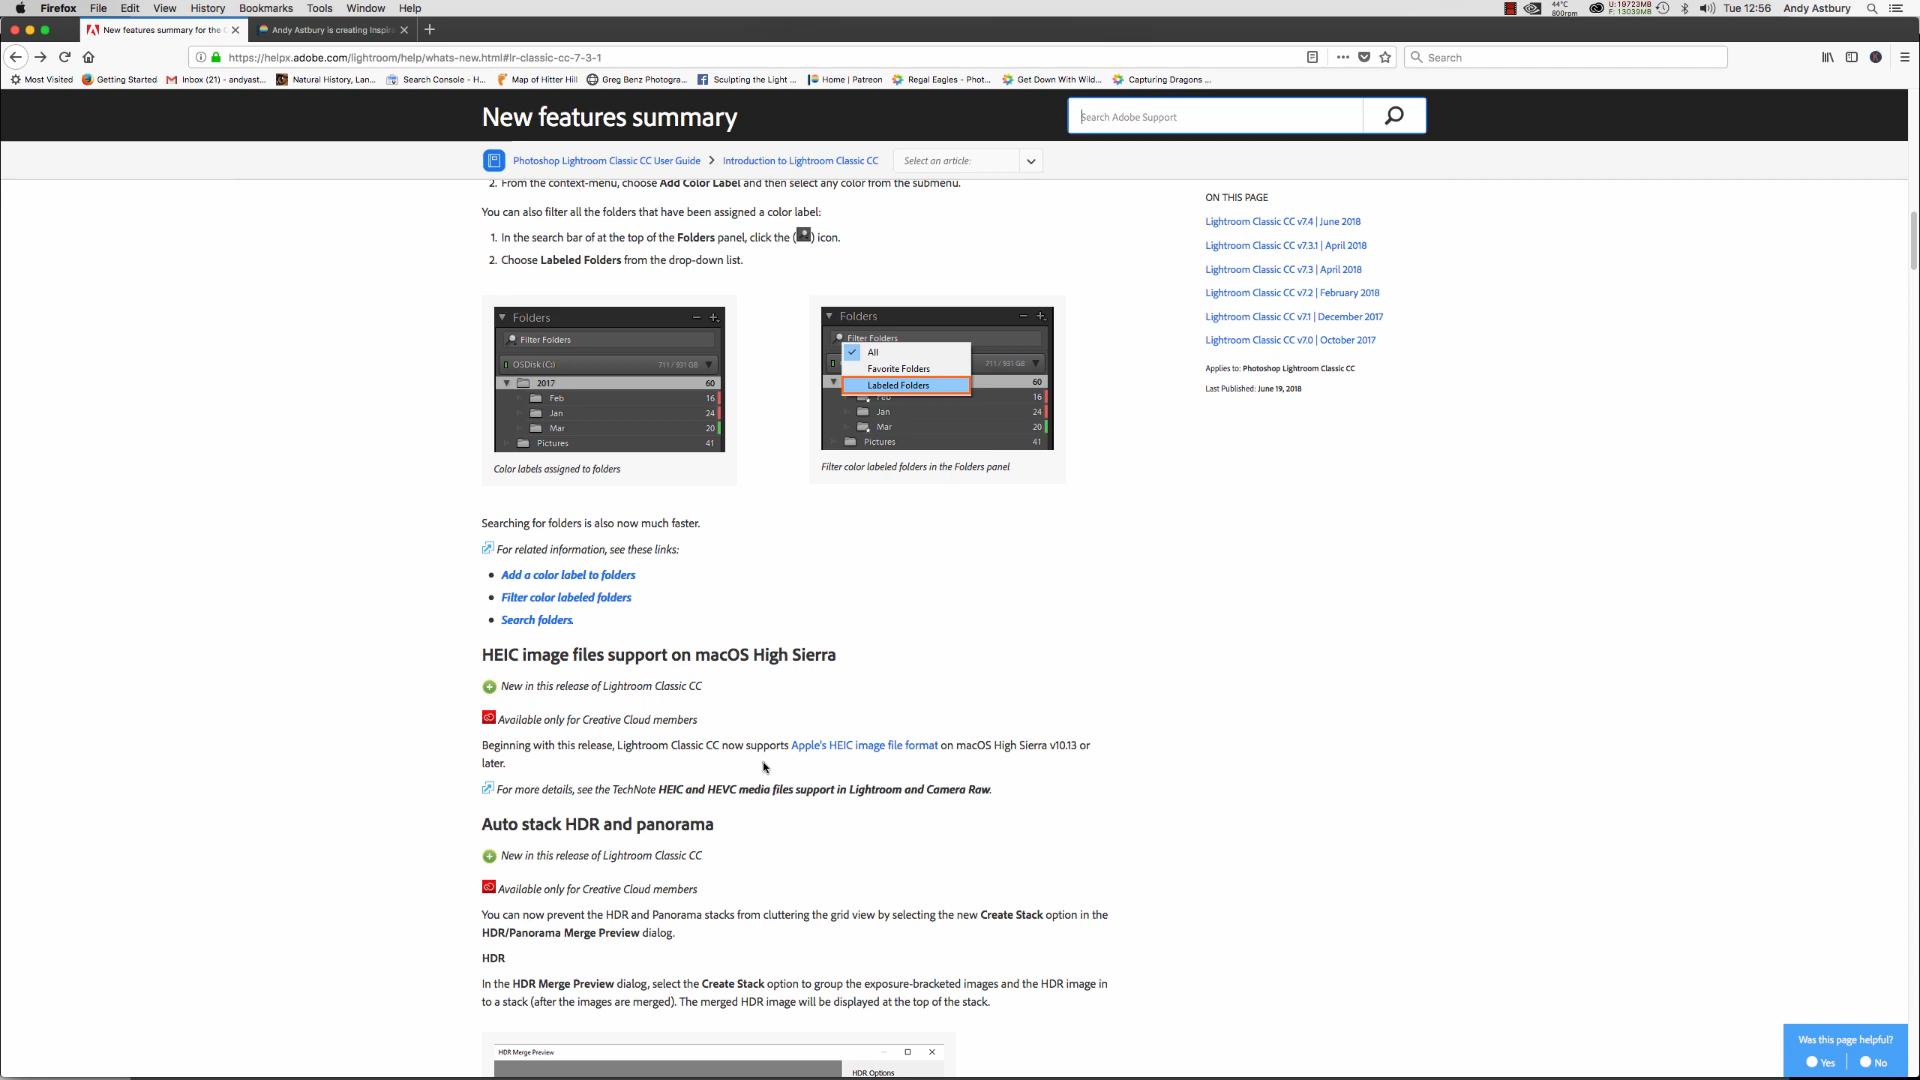 Firefox File Edit View History Bookmarks Tools Window Help 44°C 800rpm U:19723MB F: 13039MB Tue 12:56 Andy Astbury
New features summary for the Andy Astbury is creating Inspir
https://helpx.adobe.com/lightroom/help/whats-new.html#lr-classic-cc-7-3-1 Search
Most Visited Getting Started Inbox (21) - andyast... Natural History, Lan... Search Console - H... Map of Hitter Hill Greg Benz Photogra... Sculpting the Light ... Home | Patreon Regal Eagles - Phot... Get Down With Wild... Capturing Dragons ...
New features summary Search Adobe Support
Photoshop Lightroom Classic CC User Guide Introduction to Lightroom Classic CC Select an article:
2. From the context-menu, choose Add Color Label and then select any color from the submenu.
You can also filter all the folders that have been assigned a color label:
1. In the search bar of at the top of the Folders panel, click the ( ) icon.
2. Choose Labeled Folders from the drop-down list.
Folders
Filter Folders
OSDisk (C:) 711 / 931 GB
2017 60
Feb 16
Jan 24
Mar 20
Pictures 41
Color labels assigned to folders
Folders
Filter Folders
All
711 / 931 GB
Favorite Folders
60
Labeled Folders
Feb 16
Jan 24
Mar 20
Pictures 41
Filter color labeled folders in the Folders panel
Searching for folders is also now much faster.
For related information, see these links:
• Add a color label to folders
• Filter color labeled folders
• Search folders.
HEIC image files support on macOS High Sierra
New in this release of Lightroom Classic CC
Available only for Creative Cloud members
Beginning with this release, Lightroom Classic CC now supports Apple's HEIC image file format on macOS High Sierra v10.13 or
later.
For more details, see the TechNote HEIC and HEVC media files support in Lightroom and Camera Raw.
Auto stack HDR and panorama
New in this release of Lightroom Classic CC
Available only for Creative Cloud members
You can now prevent the HDR and Panorama stacks from cluttering the grid view by selecting the new Create Stack option in the
HDR/Panorama Merge Preview dialog.
HDR
In the HDR Merge Preview dialog, select the Create Stack option to group the exposure-bracketed images and the HDR image in
to a stack (after the images are merged). The merged HDR image will be displayed at the top of the stack.
HDR Merge Preview
HDR Options
ON THIS PAGE
Lightroom Classic CC v7.4 | June 2018
Lightroom Classic CC v7.3.1 | April 2018
Lightroom Classic CC v7.3 | April 2018
Lightroom Classic CC v7.2 | February 2018
Lightroom Classic CC v7.1 | December 2017
Lightroom Classic CC v7.0 | October 2017
Applies to: Photoshop Lightroom Classic CC
Last Published: June 19, 2018
Was this page helpful?
Yes No